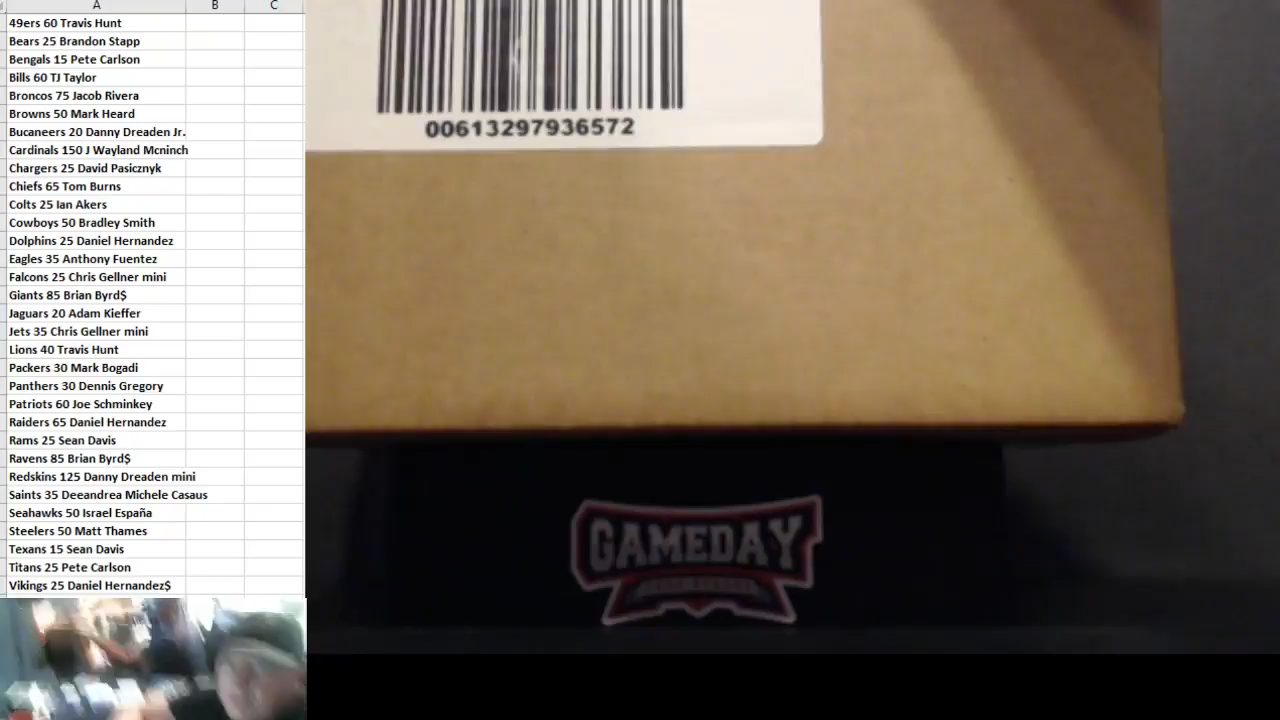 A B C
49ers 60 Travis Hunt
Bears 25 Brandon Stapp
Bengals 15 Pete Carlson
Bills 60 TJ Taylor
Broncos 75 Jacob Rivera
Browns 50 Mark Heard
Bucaneers 20 Danny Dreaden Jr.
Cardinals 150 J Wayland Mcninch
Chargers 25 David Pasicznyk
Chiefs 65 Tom Burns
Colts 25 Ian Akers
Cowboys 50 Bradley Smith
Dolphins 25 Daniel Hernandez
Eagles 35 Anthony Fuentez
Falcons 25 Chris Gellner mini
Giants 85 Brian Byrd$
Jaguars 20 Adam Kieffer
Jets 35 Chris Gellner mini
Lions 40 Travis Hunt
Packers 30 Mark Bogadi
Panthers 30 Dennis Gregory
Patriots 60 Joe Schminkey
Raiders 65 Daniel Hernandez
Rams 25 Sean Davis
Ravens 85 Brian Byrd$
Redskins 125 Danny Dreaden mini
Saints 35 Deeandrea Michele Casaus
Seahawks 50 Israel España
Steelers 50 Matt Thames
Texans 15 Sean Davis
Titans 25 Pete Carlson
Vikings 25 Daniel Hernandez$
00613297936572
GAMEDAY